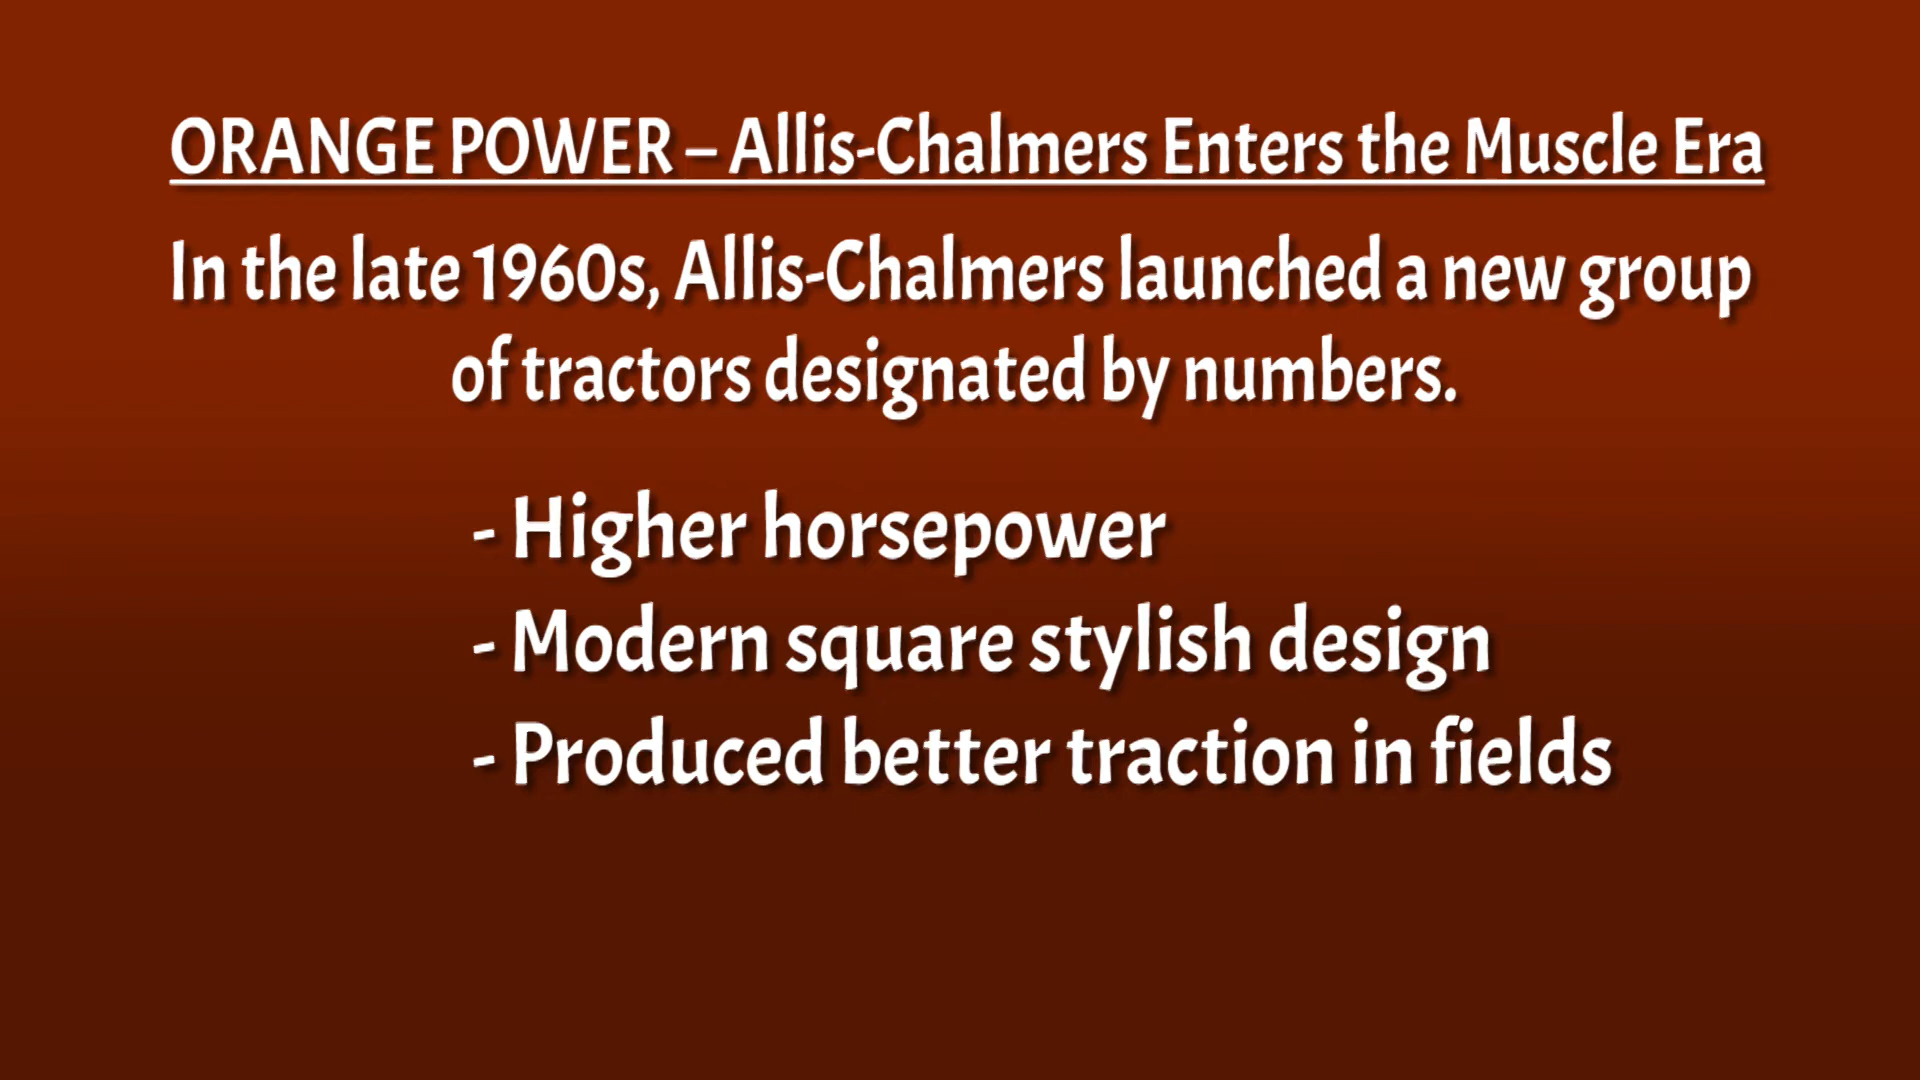 ORANGE POWER – Allis-Chalmers Enters the Muscle Era
In the late 1960s, Allis-Chalmers launched a new group
of tractors designated by numbers.
- Higher horsepower
- Modern square stylish design
- Produced better traction in fields